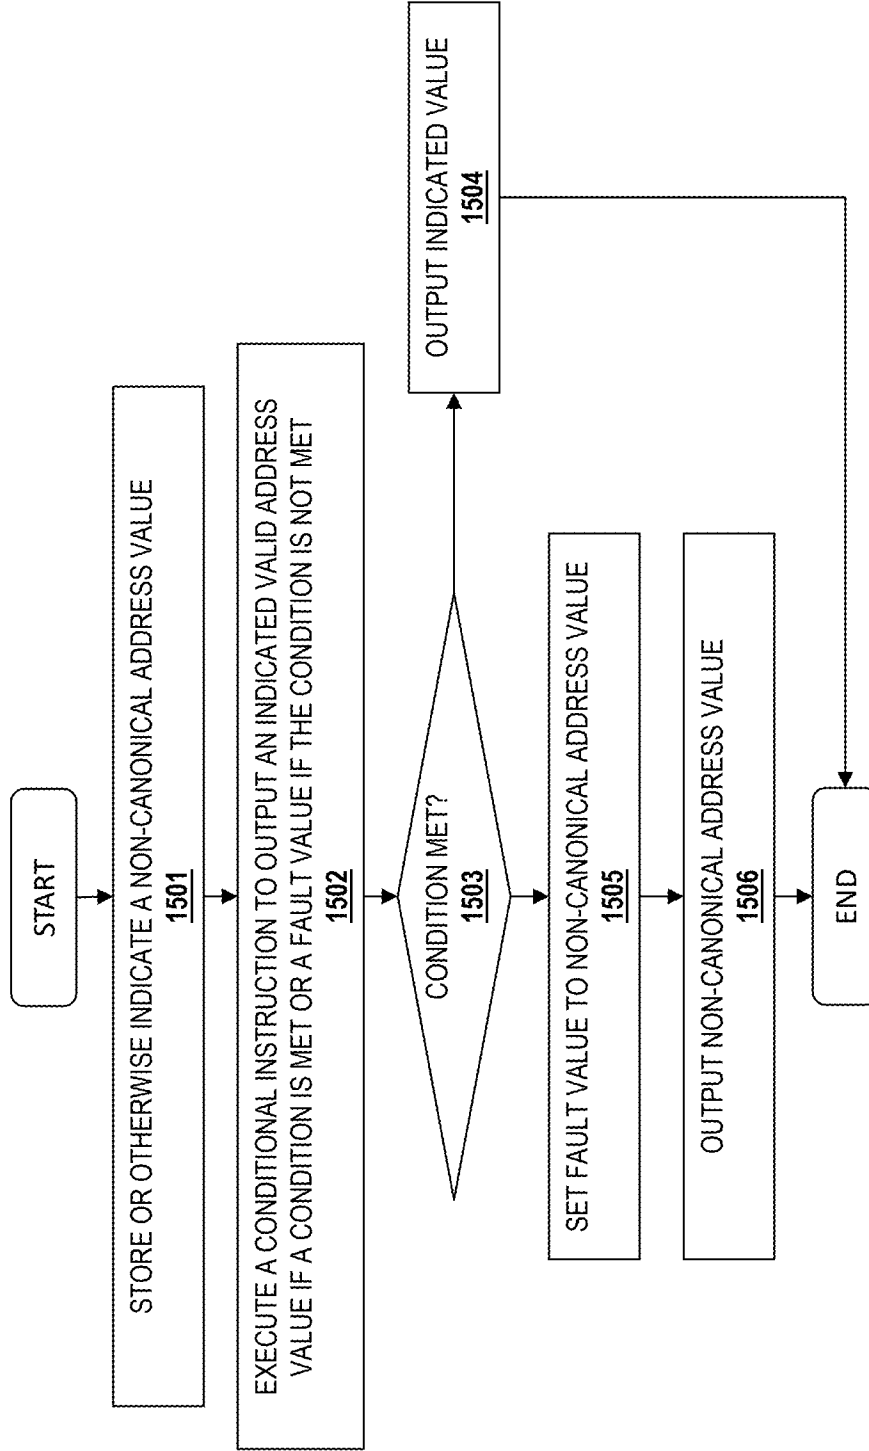 START
STORE OR OTHERWISE INDICATE A NON-CANONICAL ADDRESS VALUE
1501
EXECUTE A CONDITIONAL INSTRUCTION TO OUTPUT AN INDICATED VALID ADDRESS
VALUE IF A CONDITION IS MET OR A FAULT VALUE IF THE CONDITION IS NOT MET
1502
CONDITION MET?
1503
OUTPUT INDICATED VALUE
1504
SET FAULT VALUE TO NON-CANONICAL ADDRESS VALUE
1505
OUTPUT NON-CANONICAL ADDRESS VALUE
1506
END